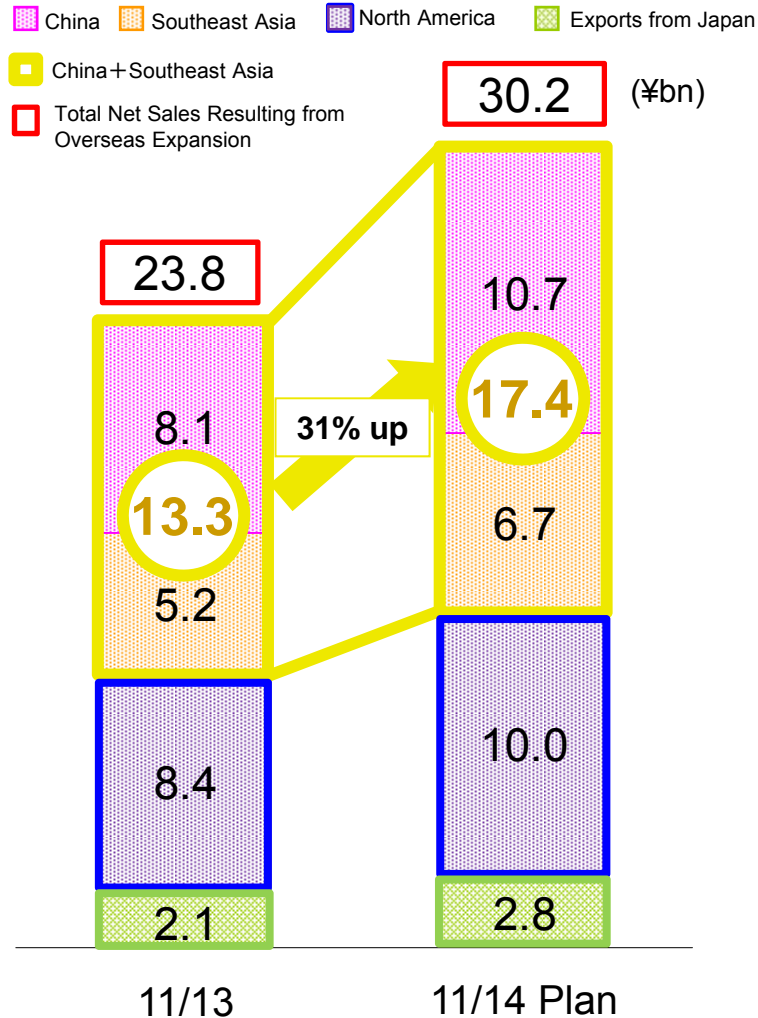 China Southeast Asia North America Exports from Japan
China+Southeast Asia
Total Net Sales Resulting from
Overseas Expansion
30.2 (¥bn)
23.8
10.7
17.4
8.1
31% up
13.3
6.7
5.2
10.0
8.4
2.8
2.1
11/13 11/14 Plan